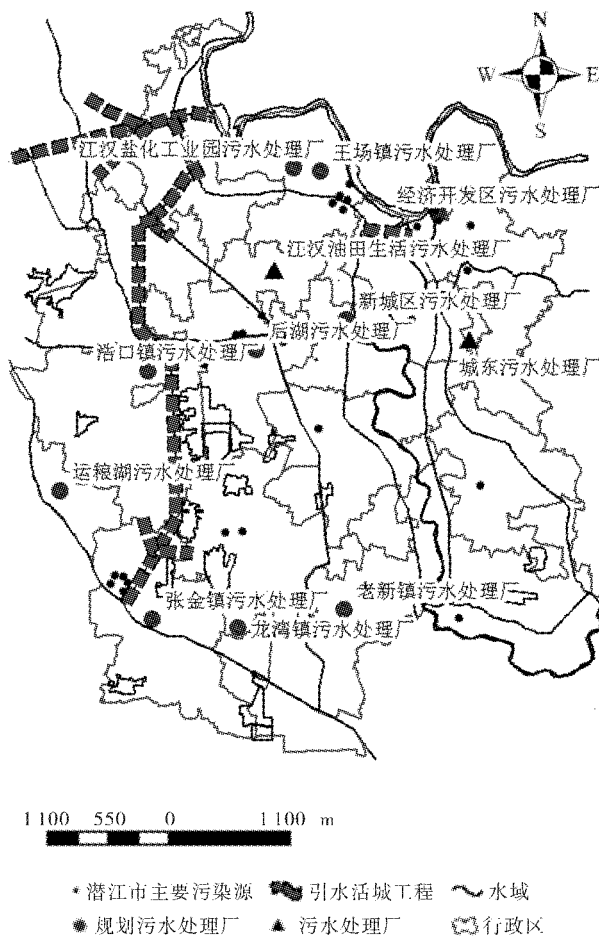 N
W E
S
江汉盐化工业园污水处理厂 王场镇污水处理厂
经济开发区污水处理厂
江汉油田生活污水处理厂
新城区污水处理厂
后湖污水处理厂
浩口镇污水处理厂
城东污水处理厂
运粮湖污水处理厂
张金镇污水处理厂 老新镇污水处理厂
龙湾镇污水处理厂
1 100 550 0 1 100 m
潜江市主要污染源 引水活城工程 水域
规划污水处理厂 污水处理厂 行政区